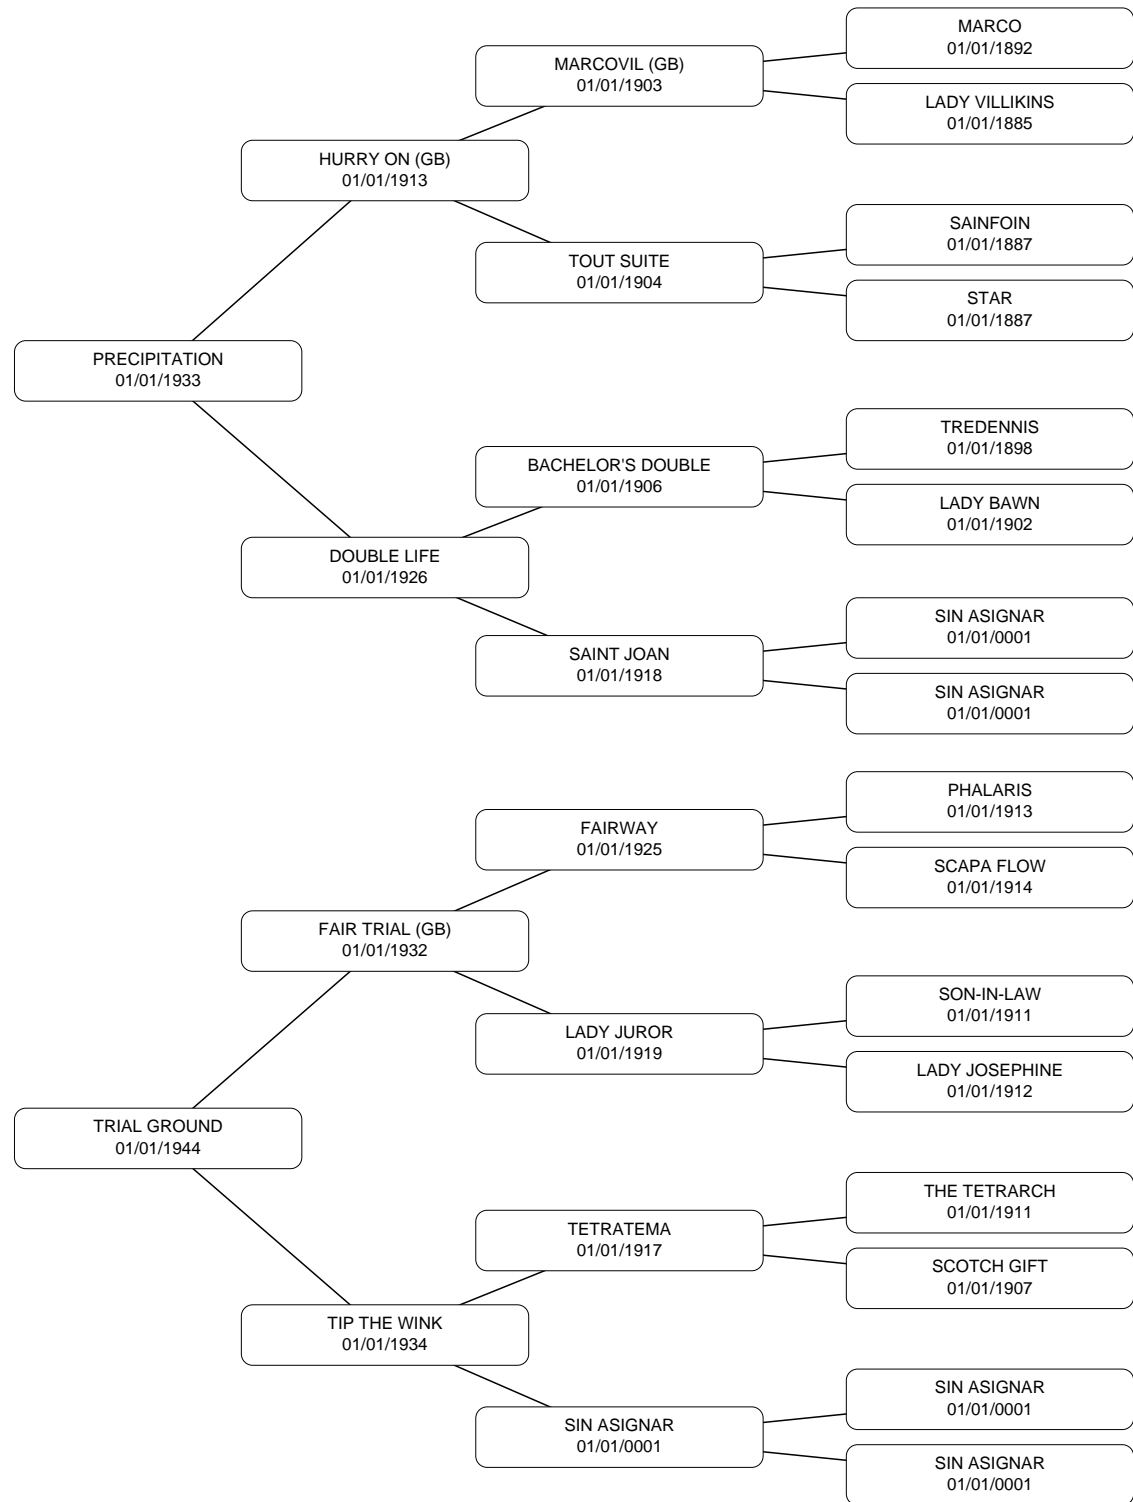 MARCO
01/01/1892
MARCOVIL (GB)
01/01/1903
LADY VILLIKINS
01/01/1885
HURRY ON (GB)
01/01/1913
SAINFOIN
01/01/1887
TOUT SUITE
01/01/1904
STAR
01/01/1887
PRECIPITATION
01/01/1933
TREDENNIS
01/01/1898
BACHELOR'S DOUBLE
01/01/1906
LADY BAWN
01/01/1902
DOUBLE LIFE
01/01/1926
SIN ASIGNAR
01/01/0001
SAINT JOAN
01/01/1918
SIN ASIGNAR
01/01/0001
PHALARIS
01/01/1913
FAIRWAY
01/01/1925
SCAPA FLOW
01/01/1914
FAIR TRIAL (GB)
01/01/1932
SON-IN-LAW
01/01/1911
LADY JUROR
01/01/1919
LADY JOSEPHINE
01/01/1912
TRIAL GROUND
01/01/1944
THE TETRARCH
01/01/1911
TETRATEMA
01/01/1917
SCOTCH GIFT
01/01/1907
TIP THE WINK
01/01/1934
SIN ASIGNAR
01/01/0001
SIN ASIGNAR
01/01/0001
SIN ASIGNAR
01/01/0001